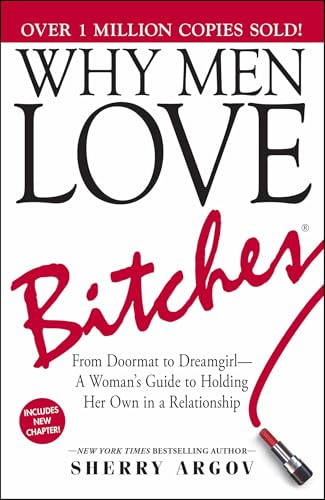 OVER 1 MILLION COPIES SOLD!
WHY MEN
LOVE
Bitches®
From Doormat to Dreamgirl—
A Woman's Guide to Holding
Her Own in a Relationship
INCLUDES
NEW
CHAPTER!
—NEW YORK TIMES BESTSELLING AUTHOR—
SHERRY ARGOV